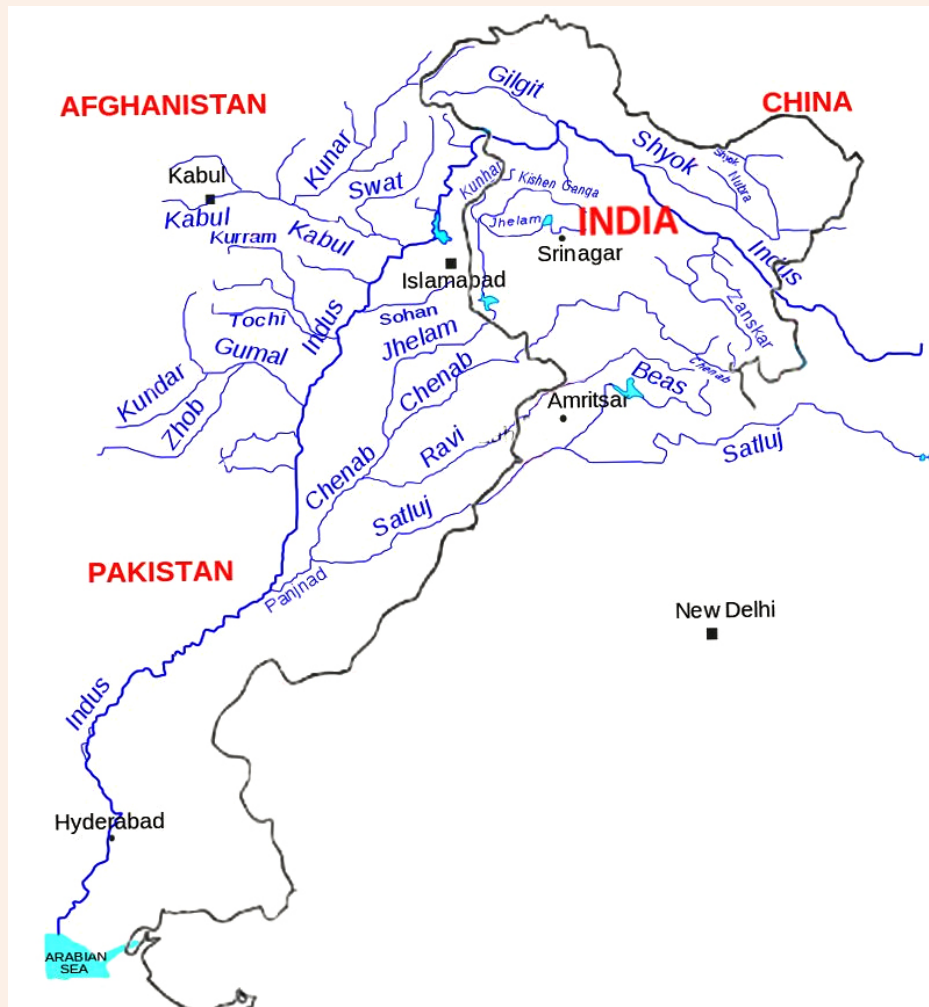 Gilgit
AFGHANISTAN
CHINA
Kunar
Shyok
Shyok
Nubra
Kabul
Swat
Kunhar
Kishen Ganga
Kabul
Kurram
Kabul
Jhelam
INDIA
Srinagar
Indus
Islamabad
Zanskar
Tochi
Indus
Sohan
Jhelam
Gumal
Chenab
Chenab
Beas
Kundar
Zhob
Amritsar
Ravi
Satluj
Chenab
Satluj
PAKISTAN
Panjnad
New Delhi
Indus
Hyderabad
ARABIAN
SEA